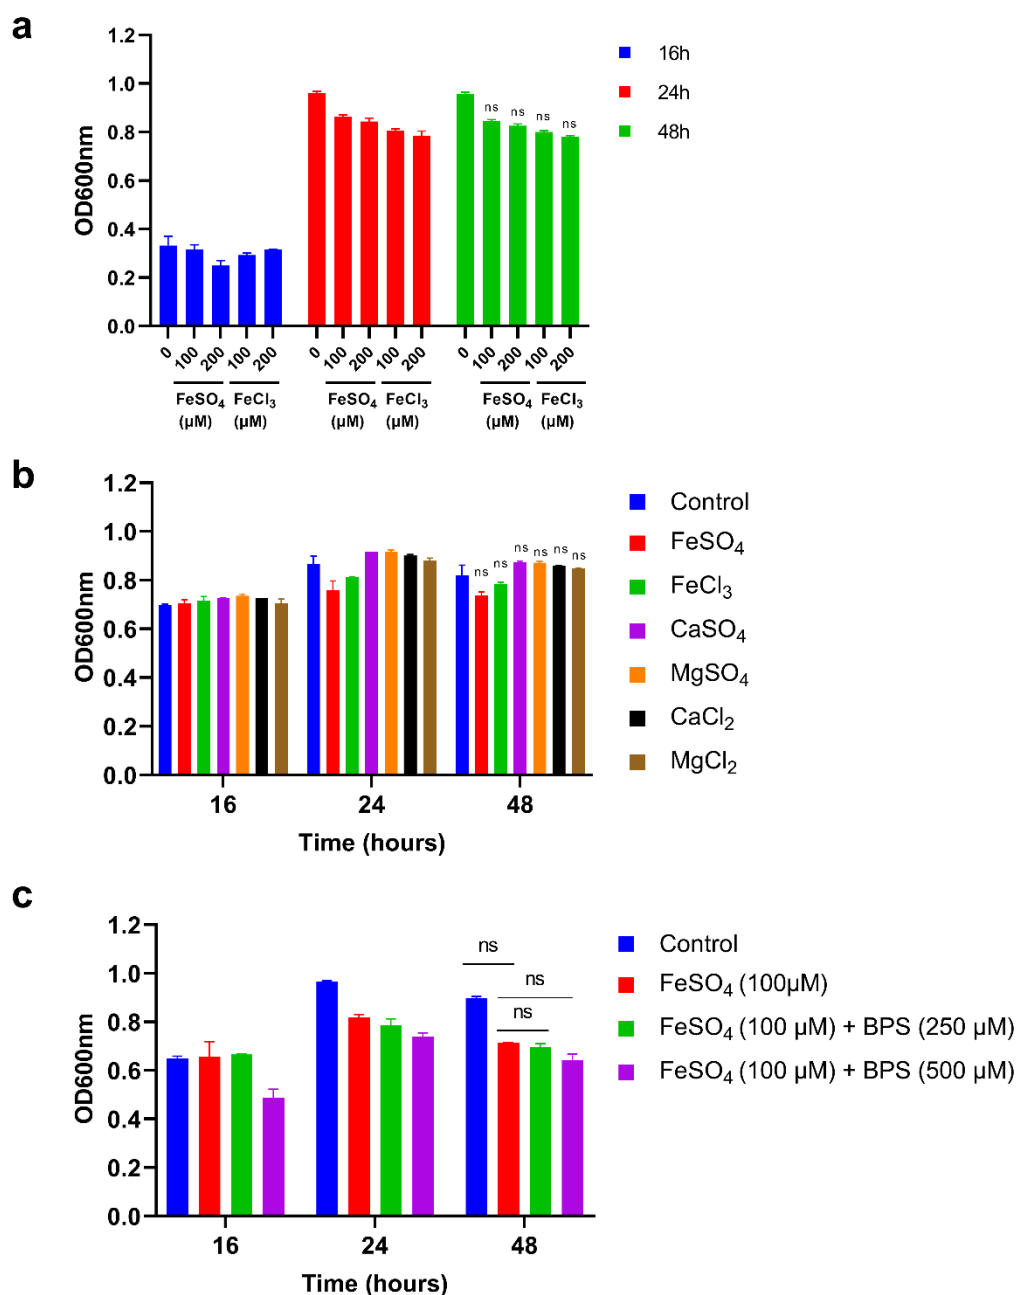 a
OD600nm
1.2
1.0
0.8
0.6
0.4
0.2
0.0
ns ns ns ns
0 100 200 100 200 0 100 200 100 200 0 100 200 100 200
FeSO₄ FeCl₃ FeSO₄ FeCl₃ FeSO₄ FeCl₃
(μM) (μM) (μM) (μM) (μM) (μM)
16h
24h
48h
b
OD600nm
1.2
1.0
0.8
0.6
0.4
0.2
0.0
ns ns ns ns ns ns
16 24 48
Time (hours)
Control
FeSO₄
FeCl₃
CaSO₄
MgSO₄
CaCl₂
MgCl₂
c
OD600nm
1.2
1.0
0.8
0.6
0.4
0.2
0.0
ns
ns
ns
16 24 48
Time (hours)
Control
FeSO₄ (100μM)
FeSO₄ (100 μM) + BPS (250 μM)
FeSO₄ (100 μM) + BPS (500 μM)